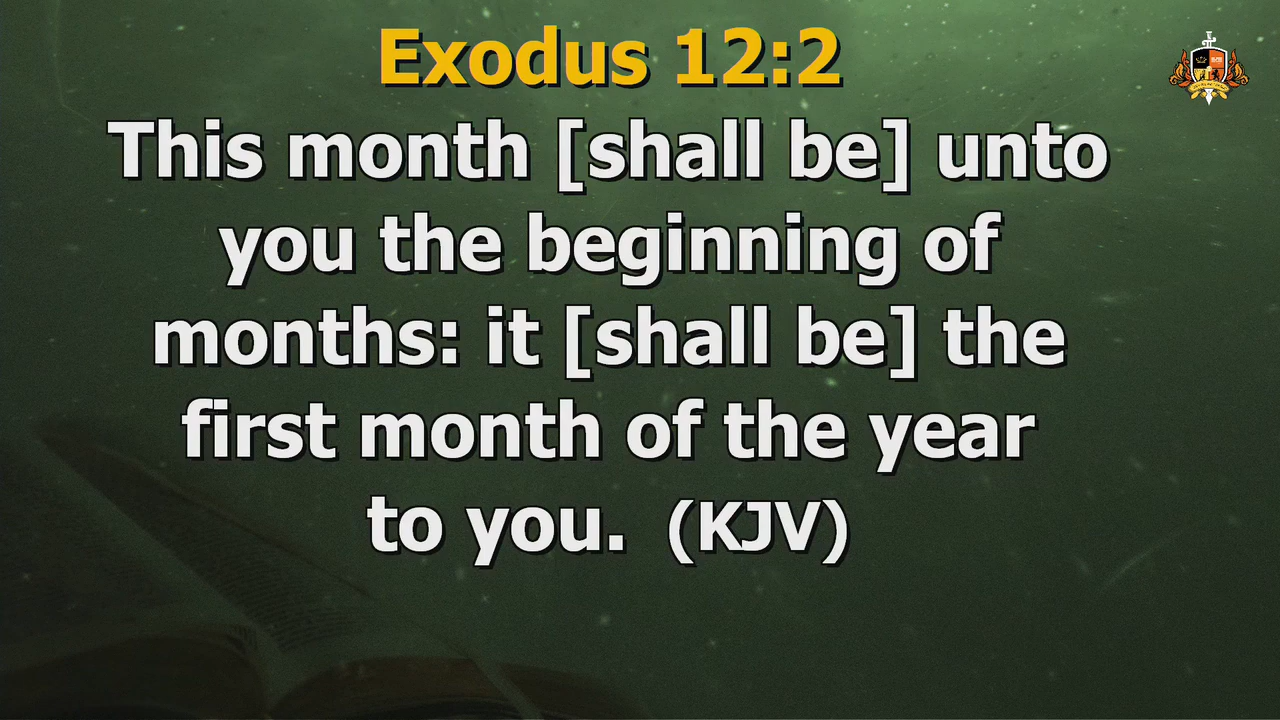 Exodus 12:2
This month [shall be] unto
you the beginning of
months: it [shall be] the
first month of the year
to you. (KJV)